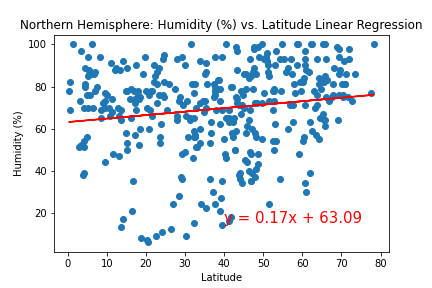 Northern Hemisphere: Humidity (%) vs. Latitude Linear Regression
100
80
60
40
20
Humidity (%)
y = 0.17x + 63.09
0 10 20 30 40 50 60 70 80
Latitude